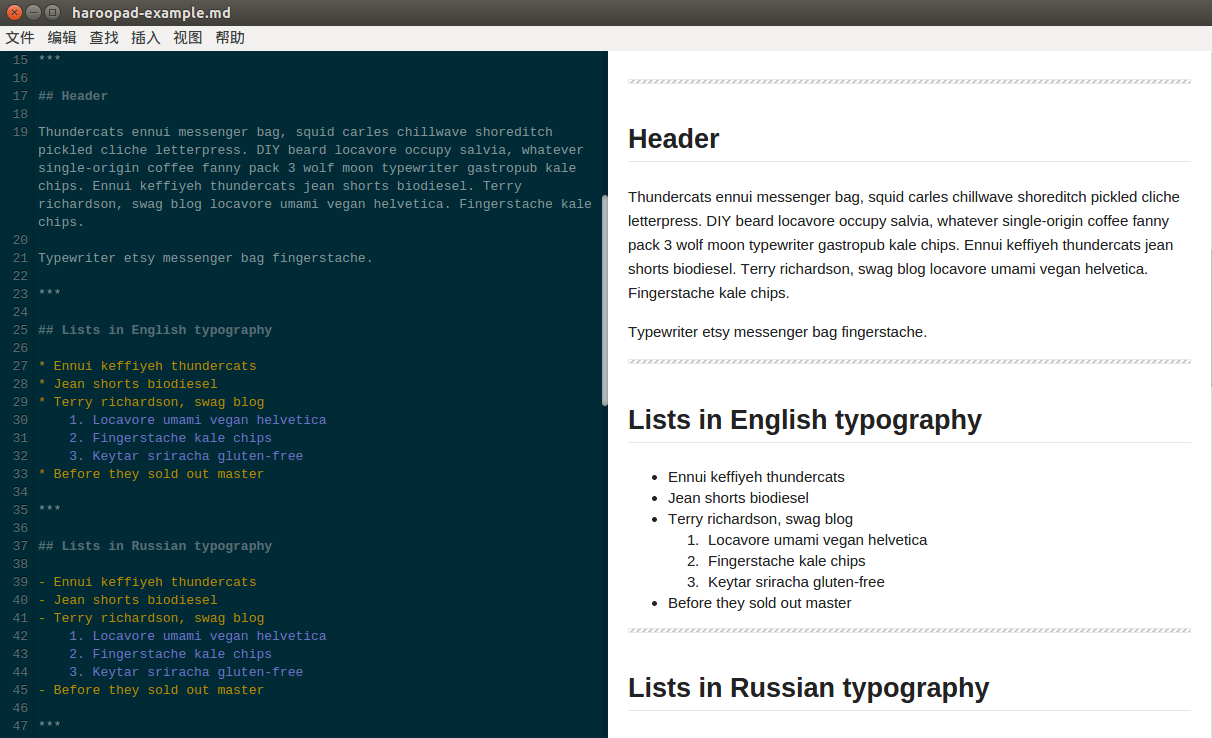 haroopad-example.md
文件 编辑 查找 插入 视图 帮助
15 ***
16
17 ## Header
18
19 Thundercats ennui messenger bag, squid carles chillwave shoreditch
pickled cliche letterpress. DIY beard locavore occupy salvia, whatever
single-origin coffee fanny pack 3 wolf moon typewriter gastropub kale
chips. Ennui keffiyeh thundercats jean shorts biodiesel. Terry
richardson, swag blog locavore umami vegan helvetica. Fingerstache kale
chips.
20
21 Typewriter etsy messenger bag fingerstache.
22
23 ***
24
25 ## Lists in English typography
26
27 * Ennui keffiyeh thundercats
28 * Jean shorts biodiesel
29 * Terry richardson, swag blog
30     1. Locavore umami vegan helvetica
31     2. Fingerstache kale chips
32     3. Keytar sriracha gluten-free
33 * Before they sold out master
34
35 ***
36
37 ## Lists in Russian typography
38
39 - Ennui keffiyeh thundercats
40 - Jean shorts biodiesel
41 - Terry richardson, swag blog
42     1. Locavore umami vegan helvetica
43     2. Fingerstache kale chips
44     3. Keytar sriracha gluten-free
45 - Before they sold out master
46
47 ***
Header
Thundercats ennui messenger bag, squid carles chillwave shoreditch pickled cliche
letterpress. DIY beard locavore occupy salvia, whatever single-origin coffee fanny
pack 3 wolf moon typewriter gastropub kale chips. Ennui keffiyeh thundercats jean
shorts biodiesel. Terry richardson, swag blog locavore umami vegan helvetica.
Fingerstache kale chips.
Typewriter etsy messenger bag fingerstache.
Lists in English typography
• Ennui keffiyeh thundercats
• Jean shorts biodiesel
• Terry richardson, swag blog
1. Locavore umami vegan helvetica
2. Fingerstache kale chips
3. Keytar sriracha gluten-free
• Before they sold out master
Lists in Russian typography